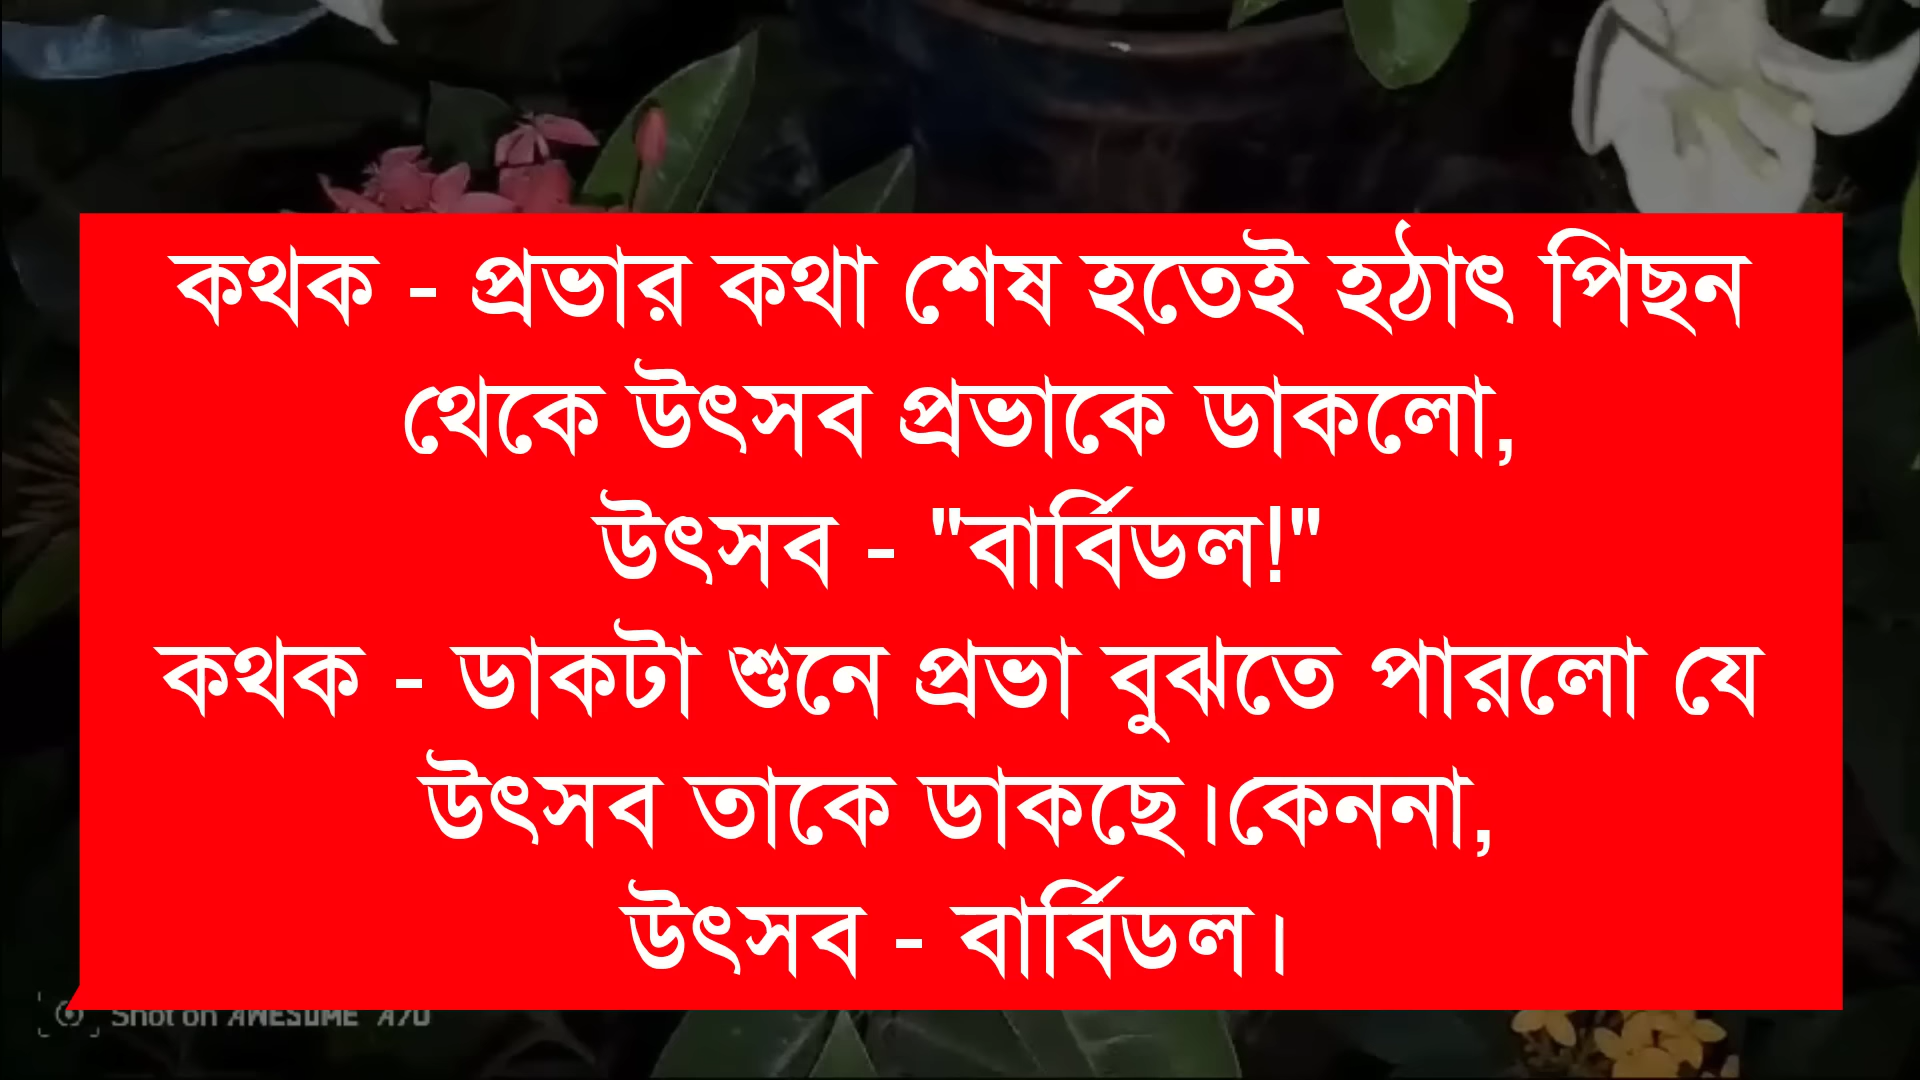 কথক - প্রভার কথা শেষ হতেই হঠাৎ পিছন
থেকে উৎসব প্রভাকে ডাকলো,
উৎসব - "বার্বিডল!"
কথক - ডাকটা শুনে প্রভা বুঝতে পারলো যে
উৎসব তাকে ডাকছে।কেননা,
উৎসব - বার্বিডল।
Shot on AWESOME A70